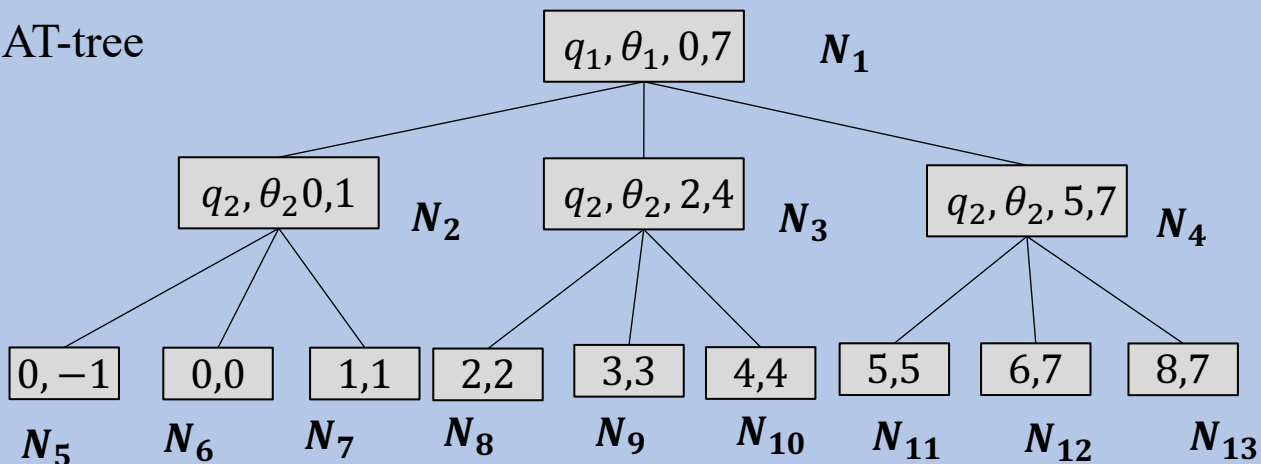 AT-tree
q₁, θ₁, 0,7
N₁
q₂, θ₂0,1
N₂
q₂, θ₂, 2,4
N₃
q₂, θ₂, 5,7
N₄
0, −1
0,0
1,1
2,2
3,3
4,4
5,5
6,7
8,7
N₅
N₆
N₇
N₈
N₉
N₁₀
N₁₁
N₁₂
N₁₃